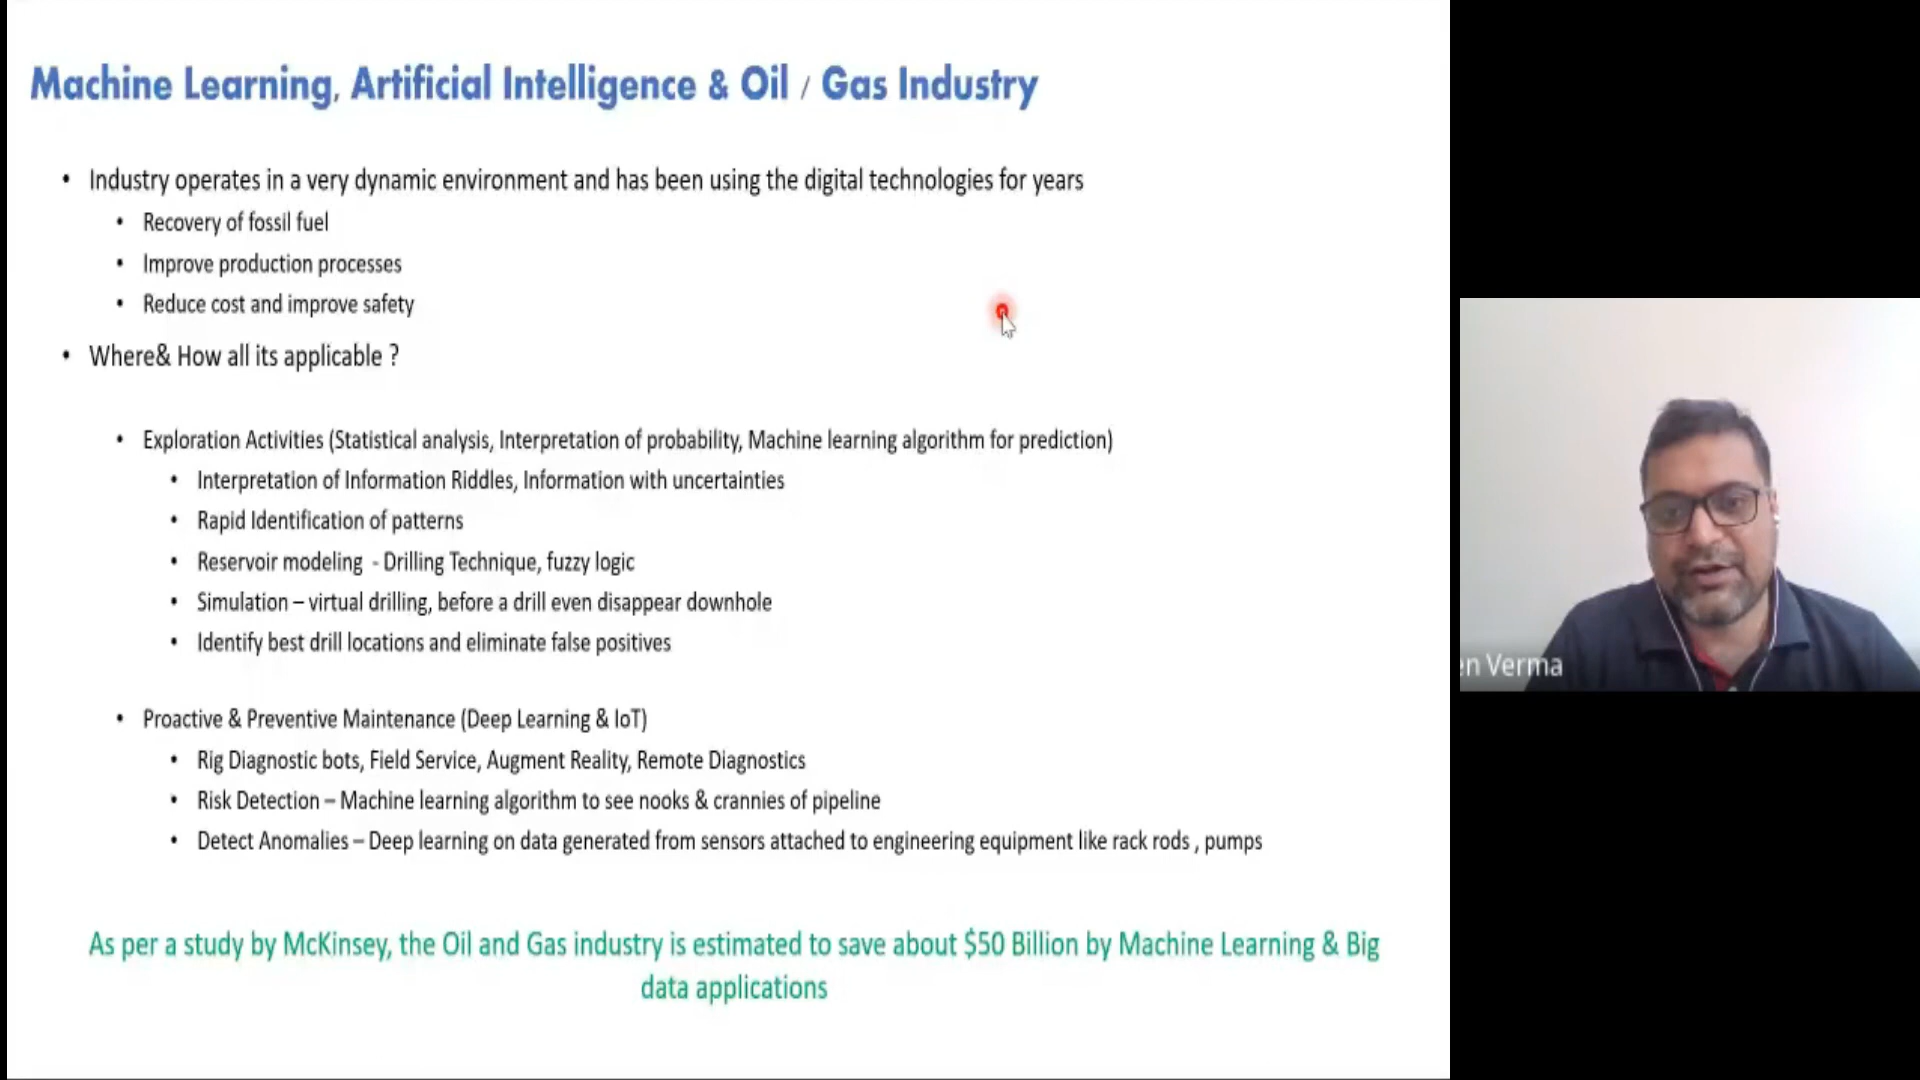 Machine Learning, Artificial Intelligence & Oil / Gas Industry
• Industry operates in a very dynamic environment and has been using the digital technologies for years
• Recovery of fossil fuel
• Improve production processes
• Reduce cost and improve safety
• Where& How all its applicable ?
• Exploration Activities (Statistical analysis, Interpretation of probability, Machine learning algorithm for prediction)
• Interpretation of Information Riddles, Information with uncertainties
• Rapid Identification of patterns
• Reservoir modeling - Drilling Technique, fuzzy logic
• Simulation – virtual drilling, before a drill even disappear downhole
• Identify best drill locations and eliminate false positives
• Proactive & Preventive Maintenance (Deep Learning & IoT)
• Rig Diagnostic bots, Field Service, Augment Reality, Remote Diagnostics
• Risk Detection – Machine learning algorithm to see nooks & crannies of pipeline
• Detect Anomalies – Deep learning on data generated from sensors attached to engineering equipment like rack rods , pumps
As per a study by McKinsey, the Oil and Gas industry is estimated to save about $50 Billion by Machine Learning & Big
data applications
en Verma